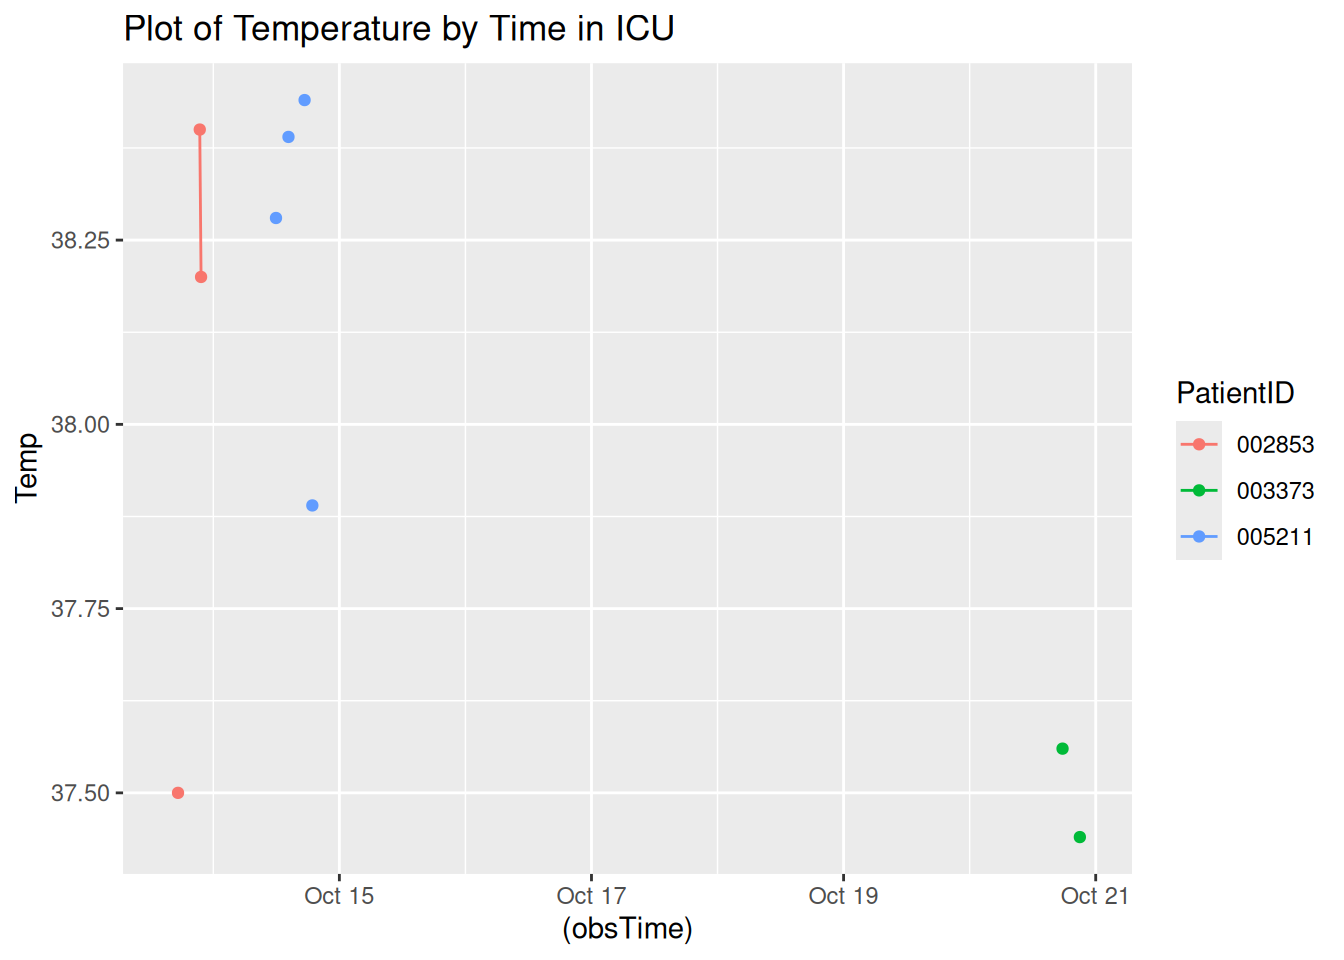 Plot of Temperature by Time in ICU
38.25
38.00
37.75
37.50
Temp
Oct 15
Oct 17
Oct 19
Oct 21
(obsTime)
PatientID
002853
003373
005211